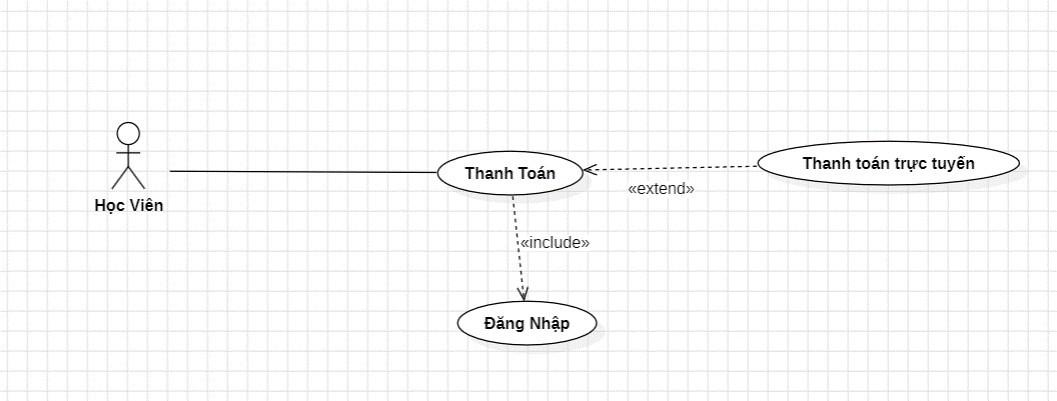 Học Viên
Thanh Toán
Thanh toán trực tuyến
«extend»
«include»
Đăng Nhập